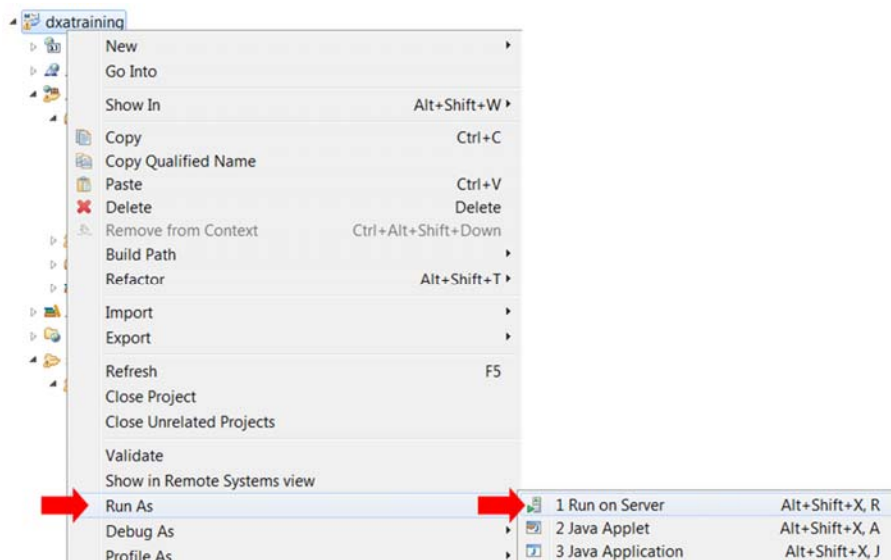 dxatraining
New
Go Into
Show In Alt+Shift+W
Copy Ctrl+C
Copy Qualified Name
Paste Ctrl+V
Delete Delete
Remove from Context Ctrl+Alt+Shift+Down
Build Path
Refactor Alt+Shift+T
Import
Export
Refresh F5
Close Project
Close Unrelated Projects
Validate
Show in Remote Systems view
Run As
1 Run on Server Alt+Shift+X, R
Debug As
2 Java Applet Alt+Shift+X, A
Profile As
3 Java Application Alt+Shift+X, J